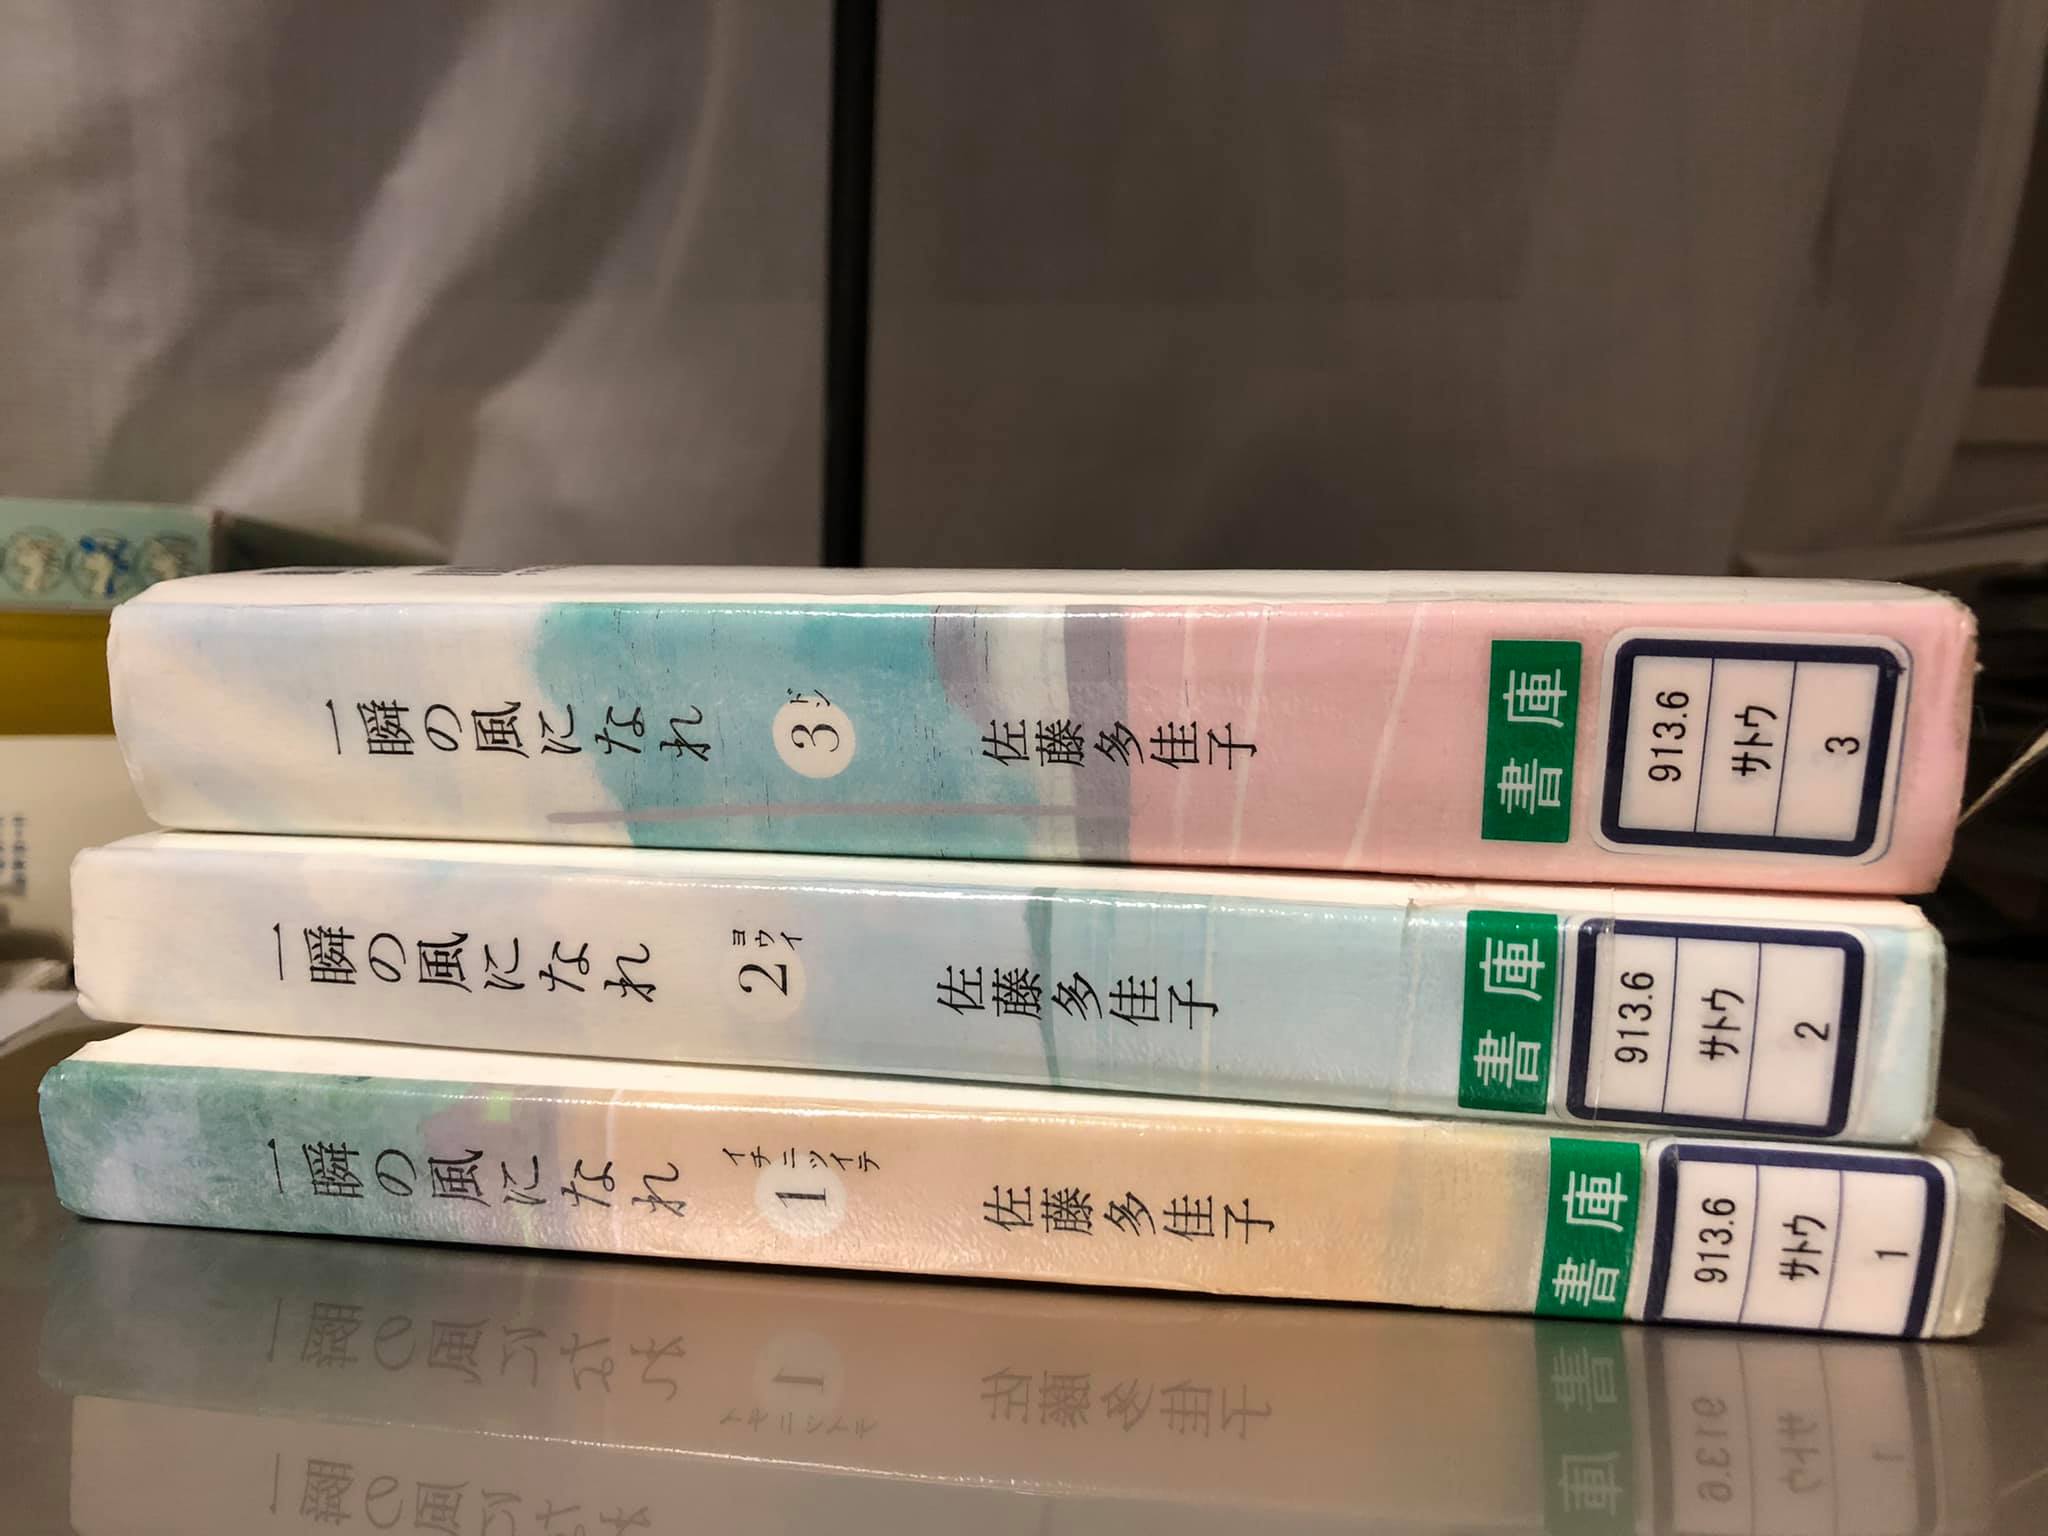 一瞬の風になれ 3 ドン 佐藤多佳子
書庫
913.6
サトウ
3
一瞬の風になれ 2 ヨウイ 佐藤多佳子
書庫
913.6
サトウ
2
一瞬の風になれ 1 イチニツイテ 佐藤多佳子
書庫
913.6
サトウ
1